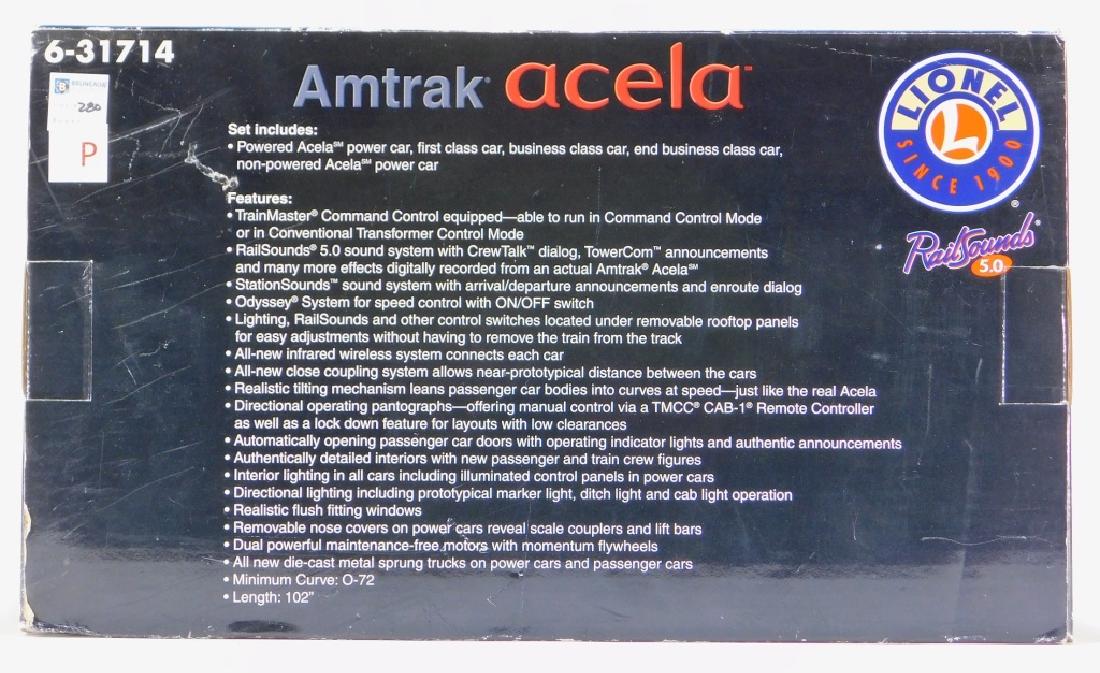 6-31714
280
P
Amtrak® acela™
LIONEL
L
SINCE 1900
®
RailSounds®
5.0
Set includes:
• Powered Acela℠ power car, first class car, business class car, end business class car,
non-powered Acela℠ power car
Features:
• TrainMaster® Command Control equipped—able to run in Command Control Mode
or in Conventional Transformer Control Mode
• RailSounds® 5.0 sound system with CrewTalk™ dialog, TowerCom™ announcements
and many more effects digitally recorded from an actual Amtrak® Acela℠
• StationSounds™ sound system with arrival/departure announcements and enroute dialog
• Odyssey® System for speed control with ON/OFF switch
• Lighting, RailSounds and other control switches located under removable rooftop panels
for easy adjustments without having to remove the train from the track
• All-new infrared wireless system connects each car
• All-new close coupling system allows near-prototypical distance between the cars
• Realistic tilting mechanism leans passenger car bodies into curves at speed—just like the real Acela
• Directional operating pantographs—offering manual control via a TMCC® CAB-1® Remote Controller
as well as a lock down feature for layouts with low clearances
• Automatically opening passenger car doors with operating indicator lights and authentic announcements
• Authentically detailed interiors with new passenger and train crew figures
• Interior lighting in all cars including illuminated control panels in power cars
• Directional lighting including prototypical marker light, ditch light and cab light operation
• Realistic flush fitting windows
• Removable nose covers on power cars reveal scale couplers and lift bars
• Dual powerful maintenance-free motors with momentum flywheels
• All new die-cast metal sprung trucks on power cars and passenger cars
• Minimum Curve: O-72
• Length: 102"